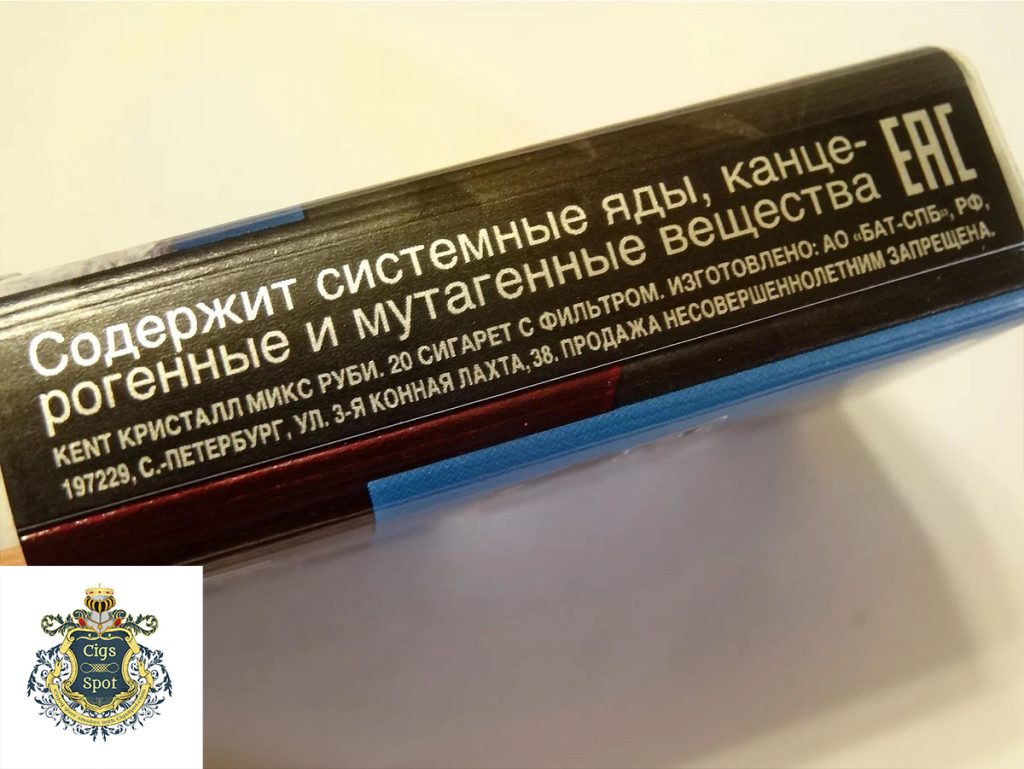 Содержит системные яды, канце-
рогенные и мутагенные вещества
EAC
KENT КРИСТАЛЛ МИКС РУБИ. 20 СИГАРЕТ С ФИЛЬТРОМ. ИЗГОТОВЛЕНО: АО «БАТ-СПБ», РФ,
197229, С.-ПЕТЕРБУРГ, УЛ. 3-Я КОННАЯ ЛАХТА, 38. ПРОДАЖА НЕСОВЕРШЕННОЛЕТНИМ ЗАПРЕЩЕНА.
Cigs
Spot